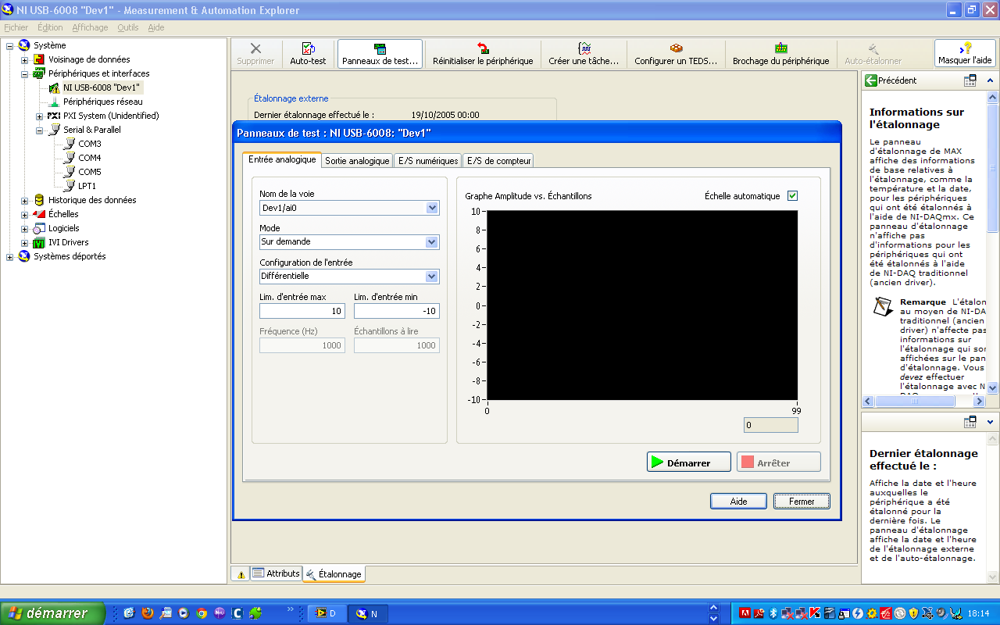 NI USB-6008 "Dev1" - Measurement & Automation Explorer
Fichier Édition Affichage Outils Aide
Supprimer Auto-test Panneaux de test... Réinitialiser le périphérique Créer une tâche... Configurer un TEDS... Brochage du périphérique Auto-étalonner Masquer l'aide
Système
Voisinage de données
Périphériques et interfaces
NI USB-6008 "Dev1"
Périphériques réseau
PXI PXI System (Unidentified)
Serial & Parallel
COM3
COM4
COM5
LPT1
Historique des données
Échelles
Logiciels
IVI Drivers
Systèmes déportés
Étalonnage externe
Dernier étalonnage effectué le : 19/10/2005 00:00
Panneaux de test : NI USB-6008: "Dev1"
Entrée analogique Sortie analogique E/S numériques E/S de compteur
Nom de la voie
Dev1/ai0
Mode
Sur demande
Configuration de l'entrée
Différentielle
Lim. d'entrée max Lim. d'entrée min
10 -10
Fréquence (Hz) Échantillons à lire
1000 1000
Graphe Amplitude vs. Échantillons Échelle automatique
10
8
6
4
2
0
-2
-4
-6
-8
-10
0 99
0
Démarrer Arrêter
Aide Fermer
Attributs Étalonnage
Précédent
Informations sur
l'étalonnage
Le panneau
d'étalonnage de MAX
affiche des informations
de base relatives à
l'étalonnage, comme la
température et la date,
pour les périphériques
qui ont été étalonnés à
l'aide de NI-DAQmx. Ce
panneau d'étalonnage
n'affiche pas
d'informations pour les
périphériques qui ont
été étalonnés à l'aide
de NI-DAQ traditionnel
(ancien driver).
Remarque L'étalon
au moyen de NI-DA
traditionnel (ancien
driver) n'affecte pas
informations sur
l'étalonnage qui sor
affichées sur le pan
d'étalonnage. Vous
devez effectuer
l'étalonnage avec N
Dernier étalonnage
effectué le :
Affiche la date et l'heure
auxquelles le
périphérique a été
étalonné pour la
dernière fois. Le
panneau d'étalonnage
affiche la date et l'heure
de l'étalonnage externe
et de l'auto-étalonnage.
démarrer D N 18:14